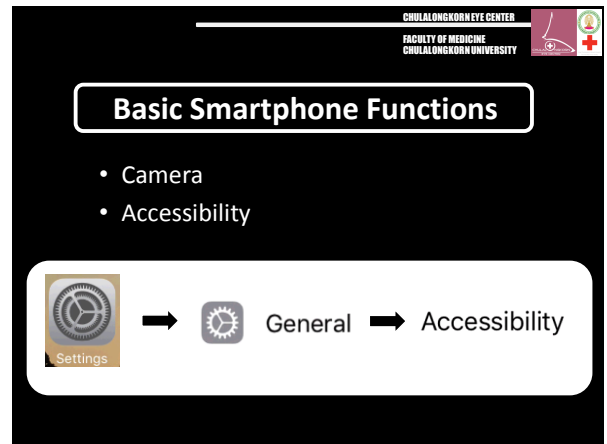 CHULALONGKORN EYE CENTER
FACULTY OF MEDICINE
CHULALONGKORN UNIVERSITY
Basic Smartphone Functions
• Camera
• Accessibility
General
Accessibility
Settings